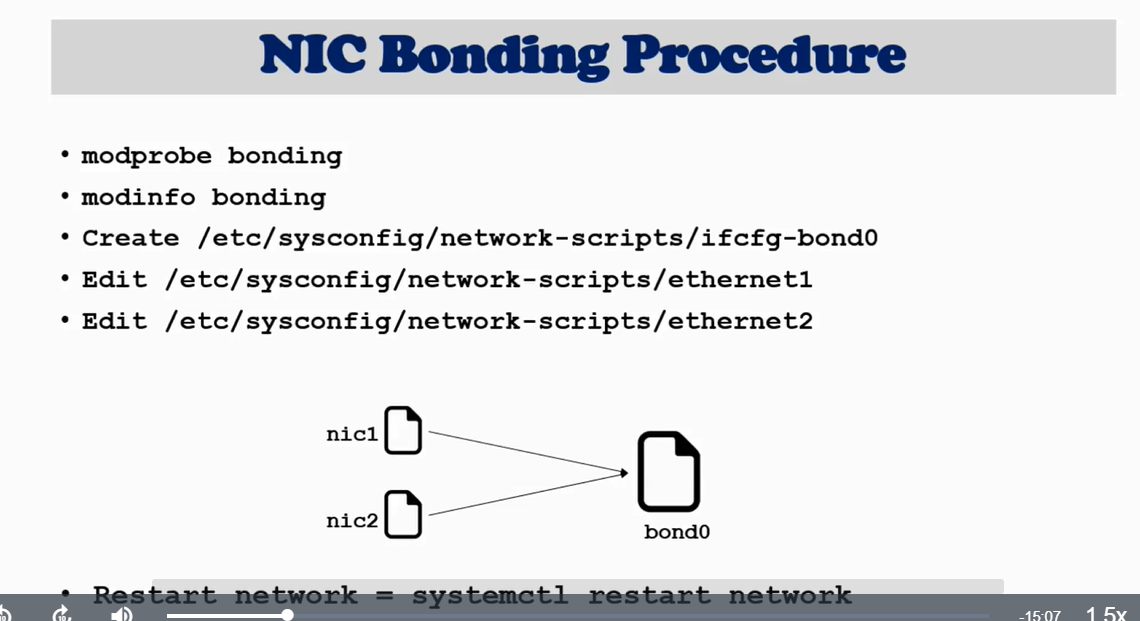 NIC Bonding Procedure
• modprobe bonding
• modinfo bonding
• Create /etc/sysconfig/network-scripts/ifcfg-bond0
• Edit /etc/sysconfig/network-scripts/ethernet1
• Edit /etc/sysconfig/network-scripts/ethernet2
nic1
nic2
bond0
• Restart network = systemctl restart network
-15:07 1.5x